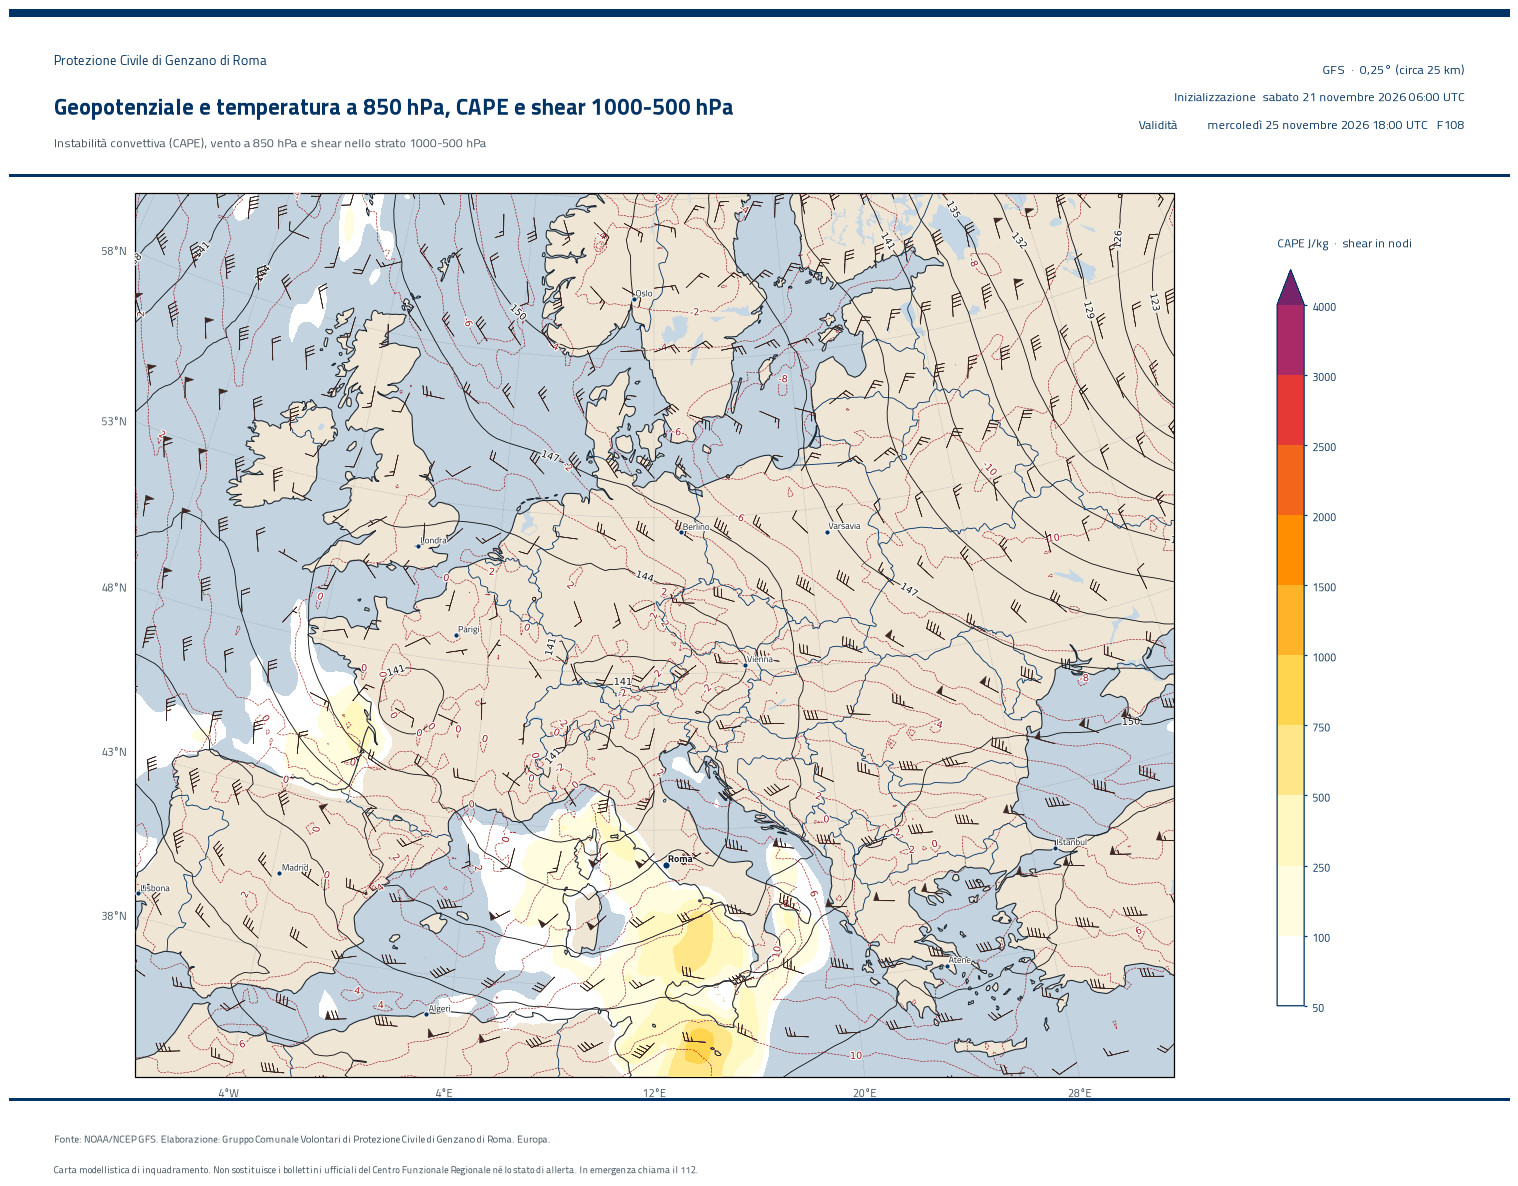 Protezione Civile di Genzano di Roma
Geopotenziale e temperatura a 850 hPa, CAPE e shear 1000-500 hPa
Instabilità convettiva (CAPE), vento a 850 hPa e shear nello strato 1000-500 hPa
GFS · 0,25° (circa 25 km)
Inizializzazione sabato 21 novembre 2026 06:00 UTC
Validità mercoledì 25 novembre 2026 18:00 UTC F108
CAPE J/kg · shear in nodi
4000
3000
2500
2000
1500
1000
750
500
250
100
50
58°N
53°N
48°N
43°N
38°N
4°W
4°E
12°E
20°E
28°E
Oslo
Londra
Berlino
Varsavia
Parigi
Vienna
Madrid
Lisbona
Roma
Istanbul
Atene
Algeri
135
132
126
129
123
141
150
147
144
147
141
141
141
141
150
Fonte: NOAA/NCEP GFS. Elaborazione: Gruppo Comunale Volontari di Protezione Civile di Genzano di Roma. Europa.
Carta modellistica di inquadramento. Non sostituisce i bollettini ufficiali del Centro Funzionale Regionale né lo stato di allerta. In emergenza chiama il 112.